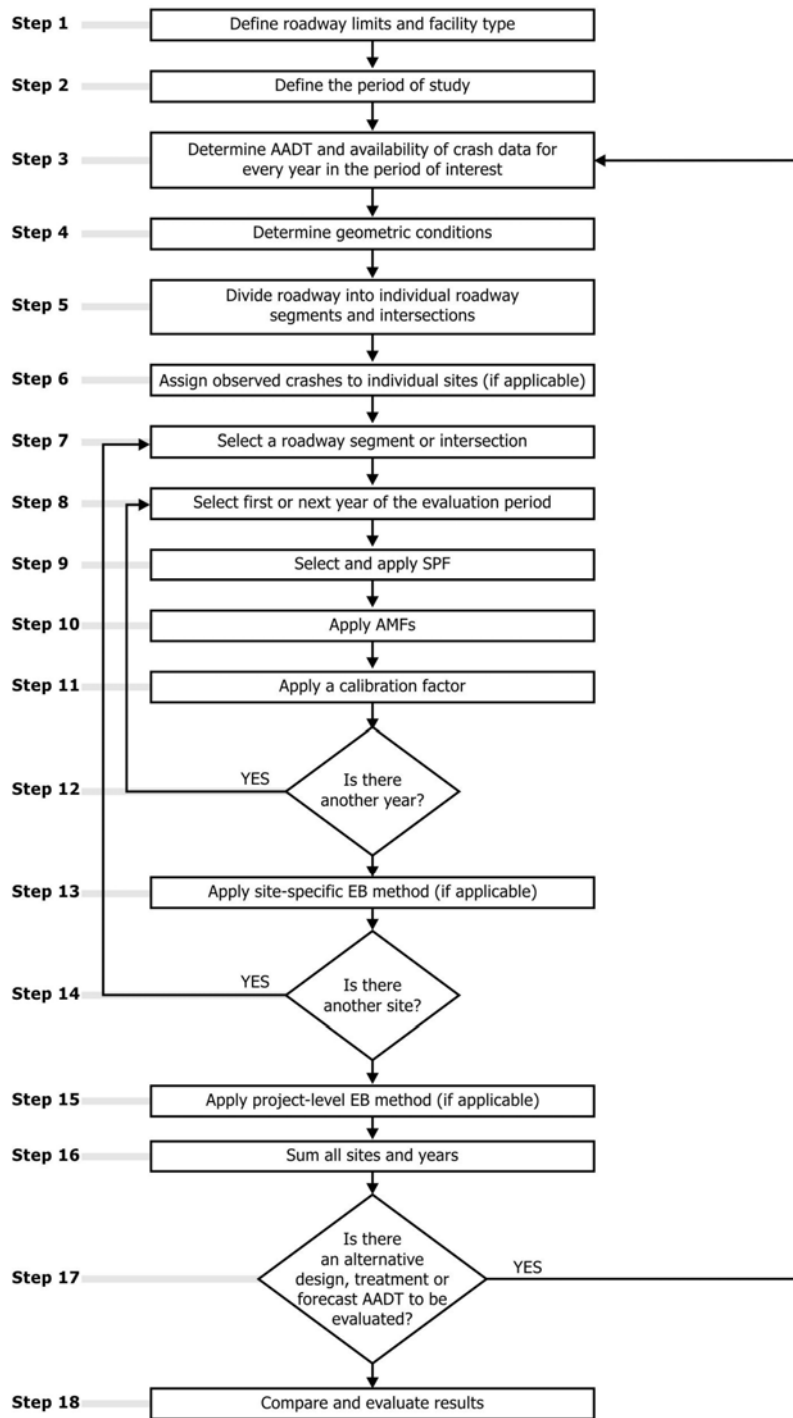 Step 1
Define roadway limits and facility type
Step 2
Define the period of study
Step 3
Determine AADT and availability of crash data for
every year in the period of interest
Step 4
Determine geometric conditions
Step 5
Divide roadway into individual roadway
segments and intersections
Step 6
Assign observed crashes to individual sites (if applicable)
Step 7
Select a roadway segment or intersection
Step 8
Select first or next year of the evaluation period
Step 9
Select and apply SPF
Step 10
Apply AMFs
Step 11
Apply a calibration factor
Step 12
YES
Is there
another year?
Step 13
Apply site-specific EB method (if applicable)
Step 14
YES
Is there
another site?
Step 15
Apply project-level EB method (if applicable)
Step 16
Sum all sites and years
Step 17
Is there
an alternative
design, treatment or
forecast AADT to be
evaluated?
YES
Step 18
Compare and evaluate results